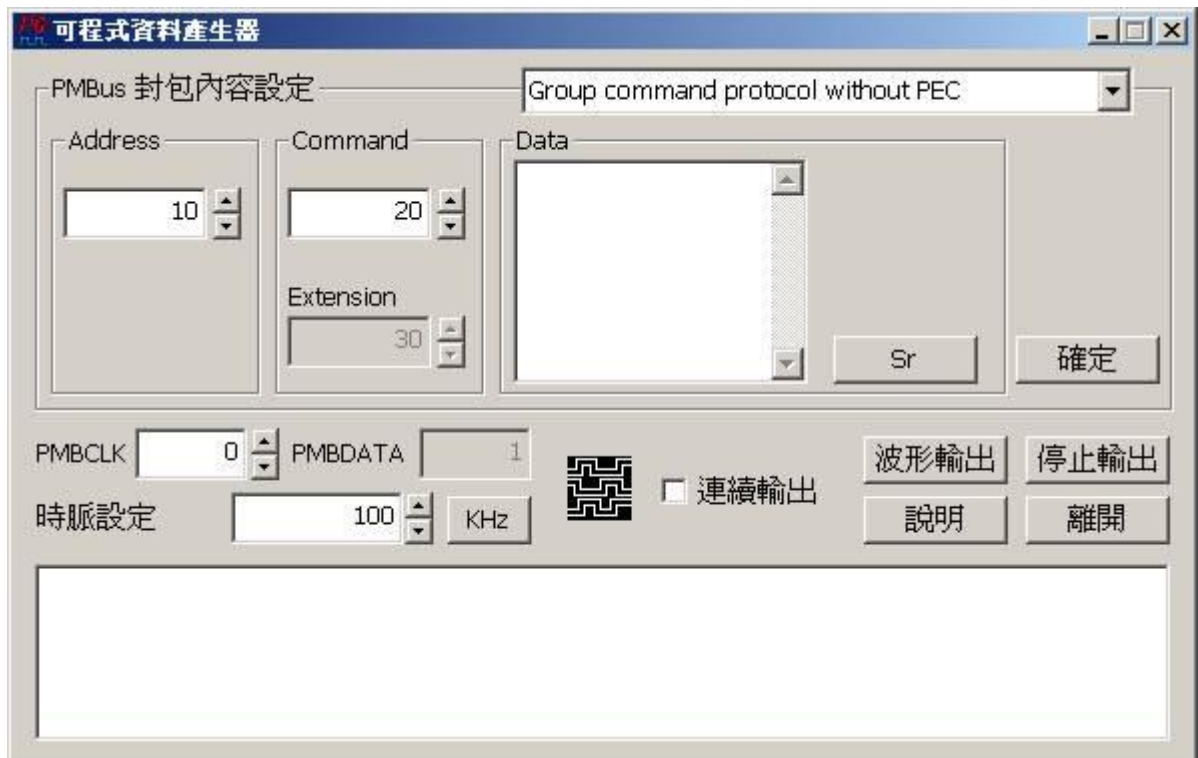 可程式資料產生器
PMBus 封包內容設定
Group command protocol without PEC
Address
Command
Data
10
20
Extension
30
Sr
確定
PMBCLK 0 PMBDATA 1
波形輸出 停止輸出
連續輸出
時脈設定 100 KHz
說明 離開